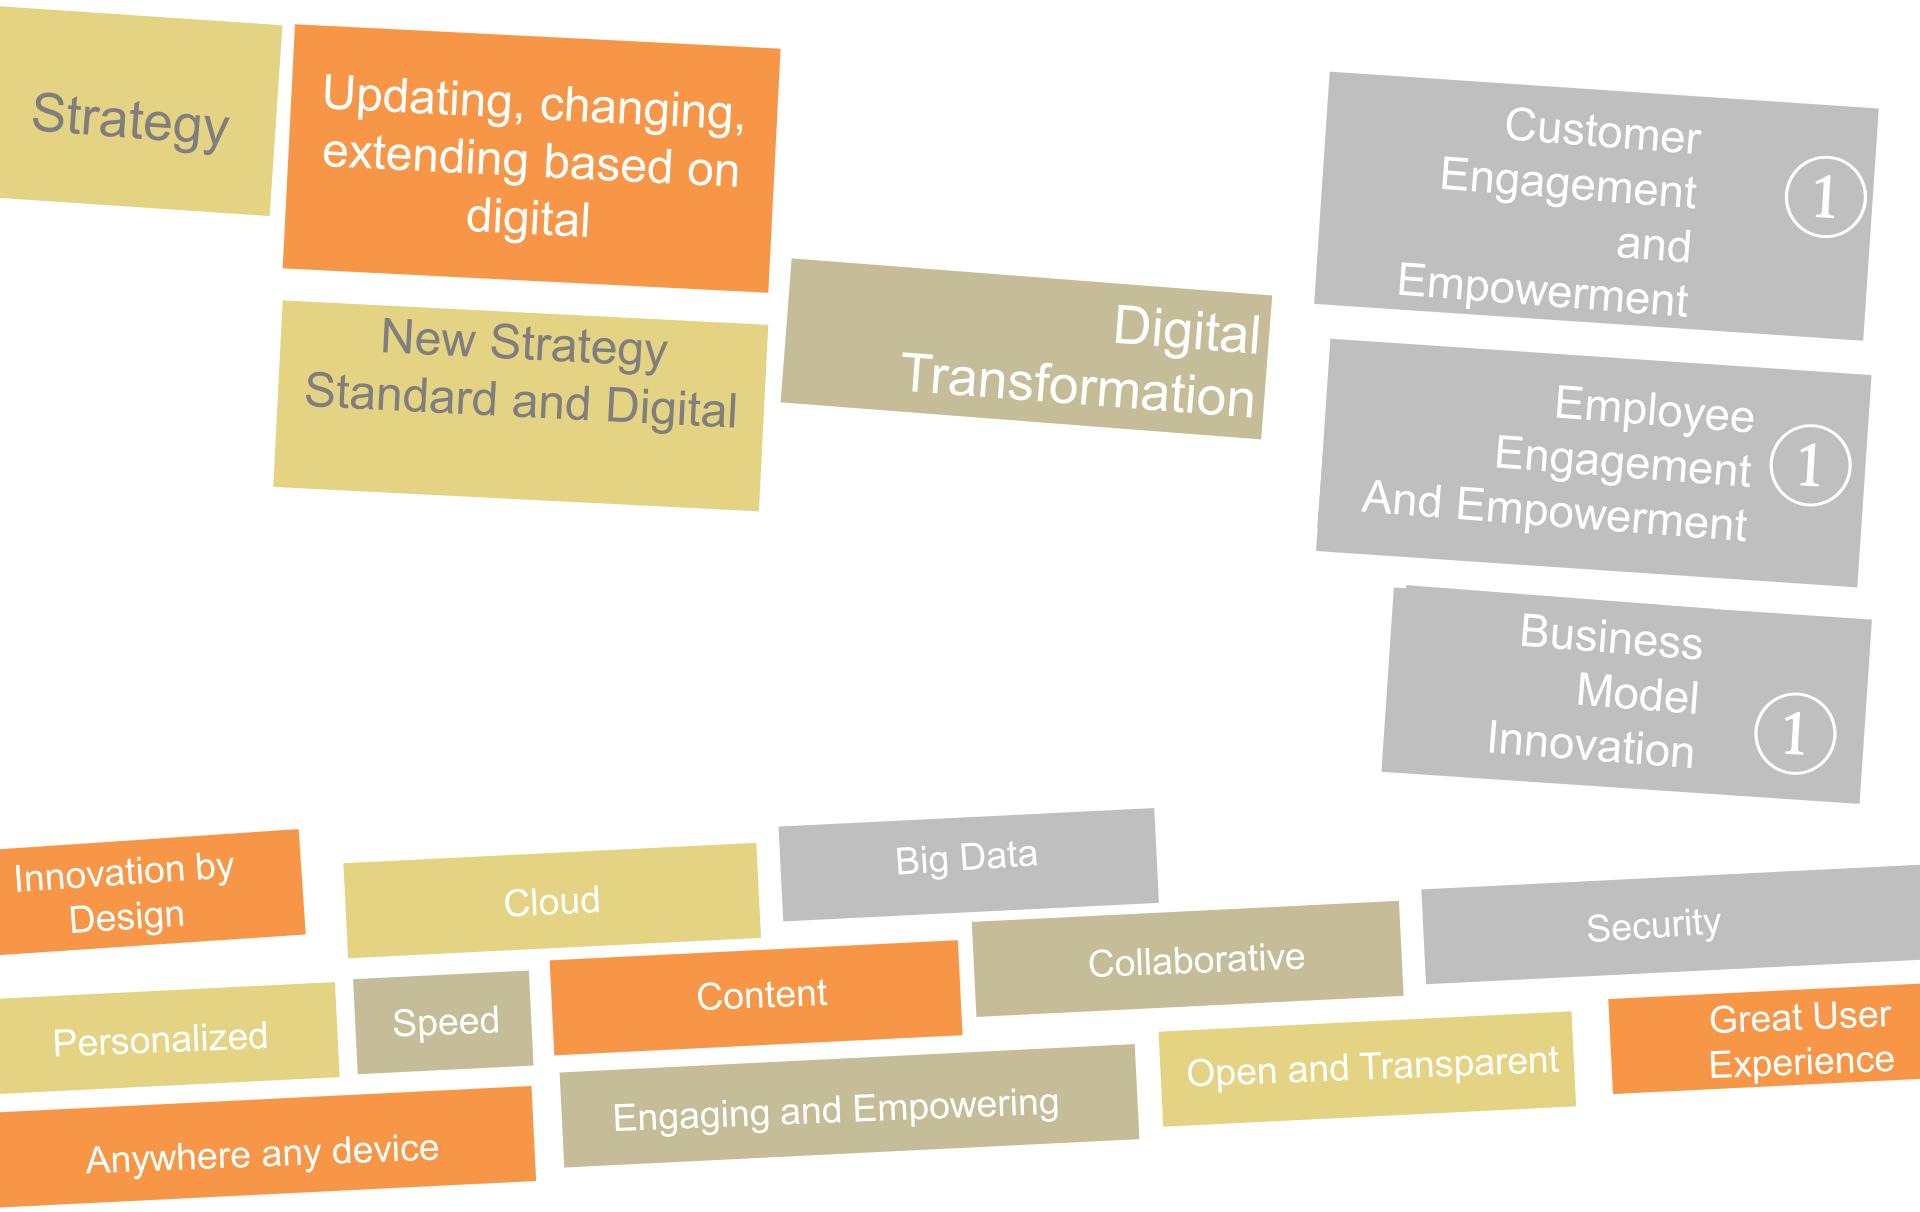 Strategy
Updating, changing,
extending based on
digital
New Strategy
Standard and Digital
Digital
Transformation
Customer
Engagement
and
Empowerment
1
Employee
Engagement
And Empowerment
1
Business
Model
Innovation
1
Innovation by
Design
Cloud
Big Data
Personalized
Speed
Content
Collaborative
Security
Anywhere any device
Engaging and Empowering
Open and Transparent
Great User
Experience